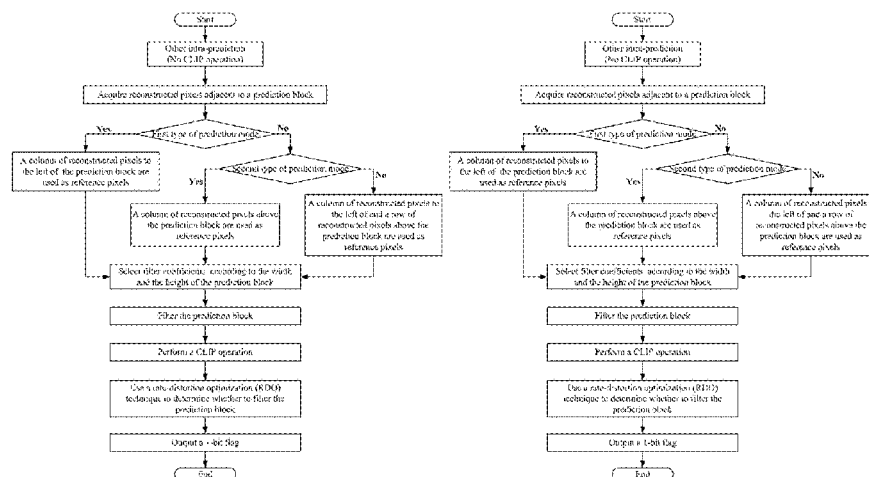 Start
Other intra-prediction
(No CLIP operation)
Acquire reconstructed pixels adjacent to a prediction block
Yes
First type of prediction mode
No
A column of reconstructed pixels to
the left of the prediction block are
used as reference pixels
Second type of prediction mode
Yes
No
A column of reconstructed pixels above
the prediction block are used as
reference pixels
A column of reconstructed pixels to
the left of and a row of
reconstructed pixels above the
prediction block are used as
reference pixels
Select filter coefficients according to the width
and the height of the prediction block
Filter the prediction block
Perform a CLIP operation
Use a rate-distortion optimization (RDO)
technique to determine whether to filter the
prediction block
Output a 1-bit flag
End
Start
Other intra-prediction
(No CLIP operation)
Acquire reconstructed pixels adjacent to a prediction block
Yes
First type of prediction mode
No
A column of reconstructed pixels to
the left of the prediction block are
used as reference pixels
Second type of prediction mode
Yes
No
A column of reconstructed pixels above
the prediction block are used as
reference pixels
A column of reconstructed pixels
the left of and a row of
reconstructed pixels above the
prediction block are used as
reference pixels
Select filter coefficients according to the width
and the height of the prediction block
Filter the prediction block
Perform a CLIP operation
Use a rate-distortion optimization (RDO)
technique to determine whether to filter the
prediction block
Output a 1-bit flag
End